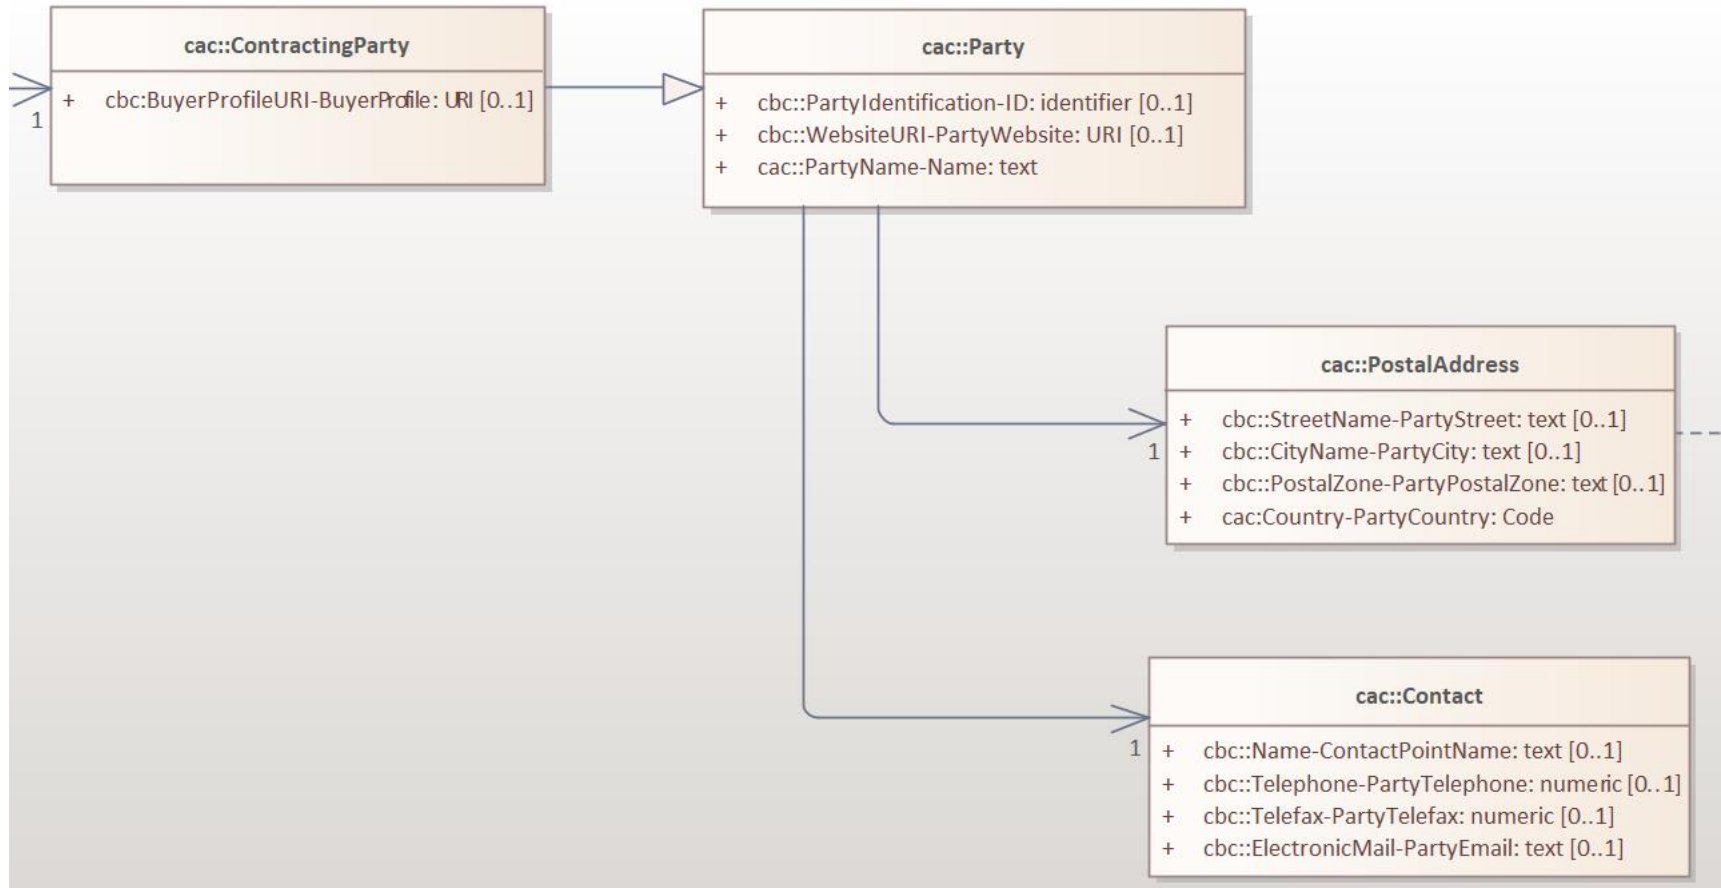 cac::ContractingParty
+ cbc:BuyerProfileURI-BuyerProfile: URI [0..1]
1
cac::Party
+ cbc::PartyIdentification-ID: identifier [0..1]
+ cbc::WebsiteURI-PartyWebsite: URI [0..1]
+ cac::PartyName-Name: text
cac::PostalAddress
+ cbc::StreetName-PartyStreet: text [0..1]
1
+ cbc::CityName-PartyCity: text [0..1]
+ cbc::PostalZone-PartyPostalZone: text [0..1]
+ cac:Country-PartyCountry: Code
cac::Contact
1
+ cbc::Name-ContactPointName: text [0..1]
+ cbc::Telephone-PartyTelephone: numeric [0..1]
+ cbc::Telefax-PartyTelefax: numeric [0..1]
+ cbc::ElectronicMail-PartyEmail: text [0..1]